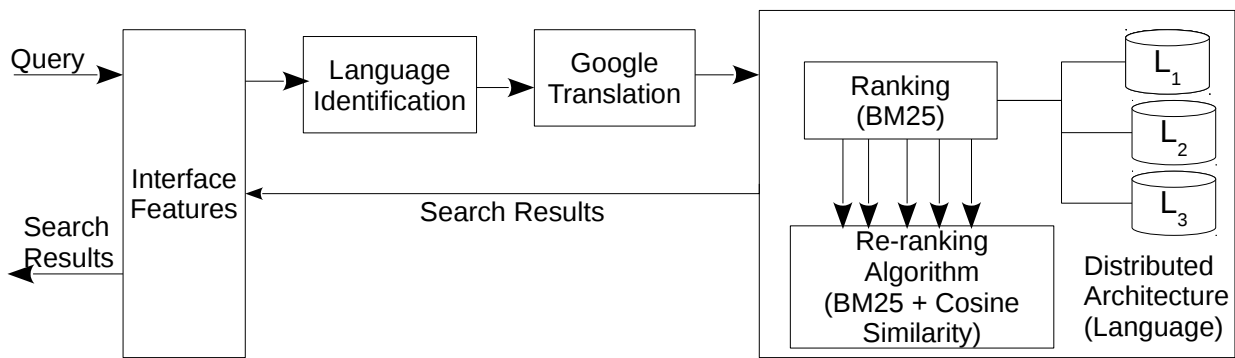 Query
Interface
Features
Search
Results
Language
Identification
Google
Translation
Search Results
Ranking
(BM25)
L1
L2
L3
Re-ranking
Algorithm
(BM25 + Cosine
Similarity)
Distributed
Architecture
(Language)